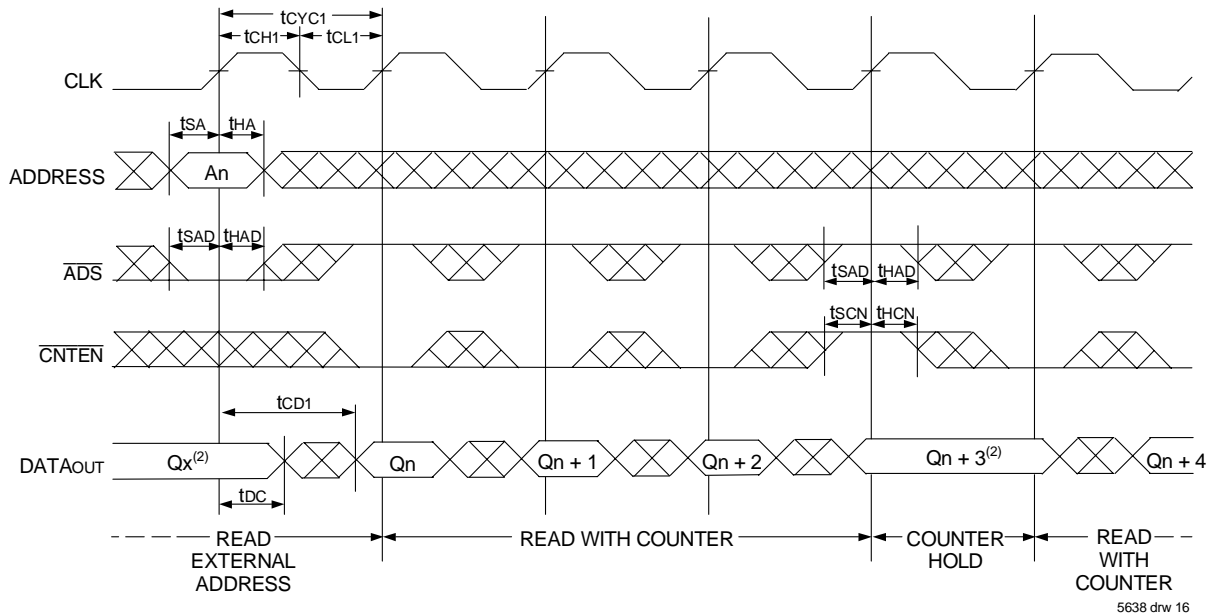 tCYC1
tCH1 tCL1
CLK
tSA tHA
ADDRESS An
tSAD tHAD
ADS
tSAD tHAD
tSCN tHCN
CNTEN
tCD1
DATAOUT Qx(2) Qn Qn + 1 Qn + 2 Qn + 3(2) Qn + 4
tDC
READ EXTERNAL ADDRESS
READ WITH COUNTER
COUNTER HOLD
READ WITH COUNTER
5638 drw 16